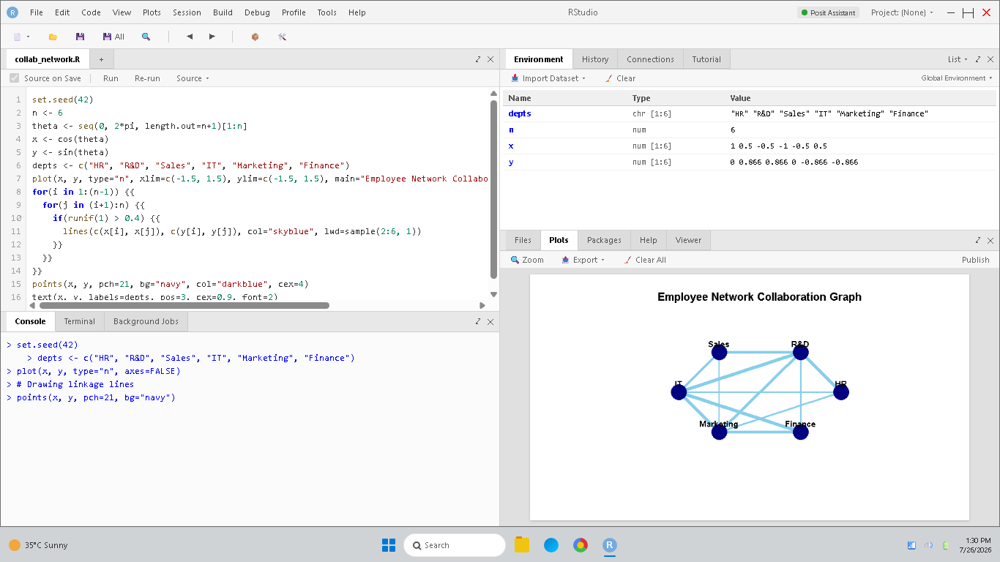 R File Edit Code View Plots Session Build Debug Profile Tools Help
RStudio
Posit Assistant Project: (None)
All
collab_network.R +
Source on Save Run Re-run Source
1 set.seed(42)
2 n <- 6
3 theta <- seq(0, 2*pi, length.out=n+1)[1:n]
4 x <- cos(theta)
5 y <- sin(theta)
6 depts <- c("HR", "R&D", "Sales", "IT", "Marketing", "Finance")
7 plot(x, y, type="n", xlim=c(-1.5, 1.5), ylim=c(-1.5, 1.5), main="Employee Network Collabo
8 for(i in 1:(n-1)) {{
9 for(j in (i+1):n) {{
10 if(runif(1) > 0.4) {{
11 lines(c(x[i], x[j]), c(y[i], y[j]), col="skyblue", lwd=sample(2:6, 1))
12 }}
13 }}
14 }}
15 points(x, y, pch=21, bg="navy", col="darkblue", cex=4)
16 text(x, y, labels=depts, pos=3, cex=0.9, font=2)
Console Terminal Background Jobs
> set.seed(42)
> depts <- c("HR", "R&D", "Sales", "IT", "Marketing", "Finance")
> plot(x, y, type="n", axes=FALSE)
> # Drawing linkage lines
> points(x, y, pch=21, bg="navy")
Environment History Connections Tutorial
List
Import Dataset Clear
Global Environment
Name Type Value
depts chr [1:6] "HR" "R&D" "Sales" "IT" "Marketing" "Finance"
n num 6
x num [1:6] 1 0.5 -0.5 -1 -0.5 0.5
y num [1:6] 0 0.866 0.866 0 -0.866 -0.866
Files Plots Packages Help Viewer
Zoom Export Clear All Publish
Employee Network Collaboration Graph
Sales R&D
IT HR
Marketing Finance
35°C Sunny
Search
R
1:30 PM
7/26/2026